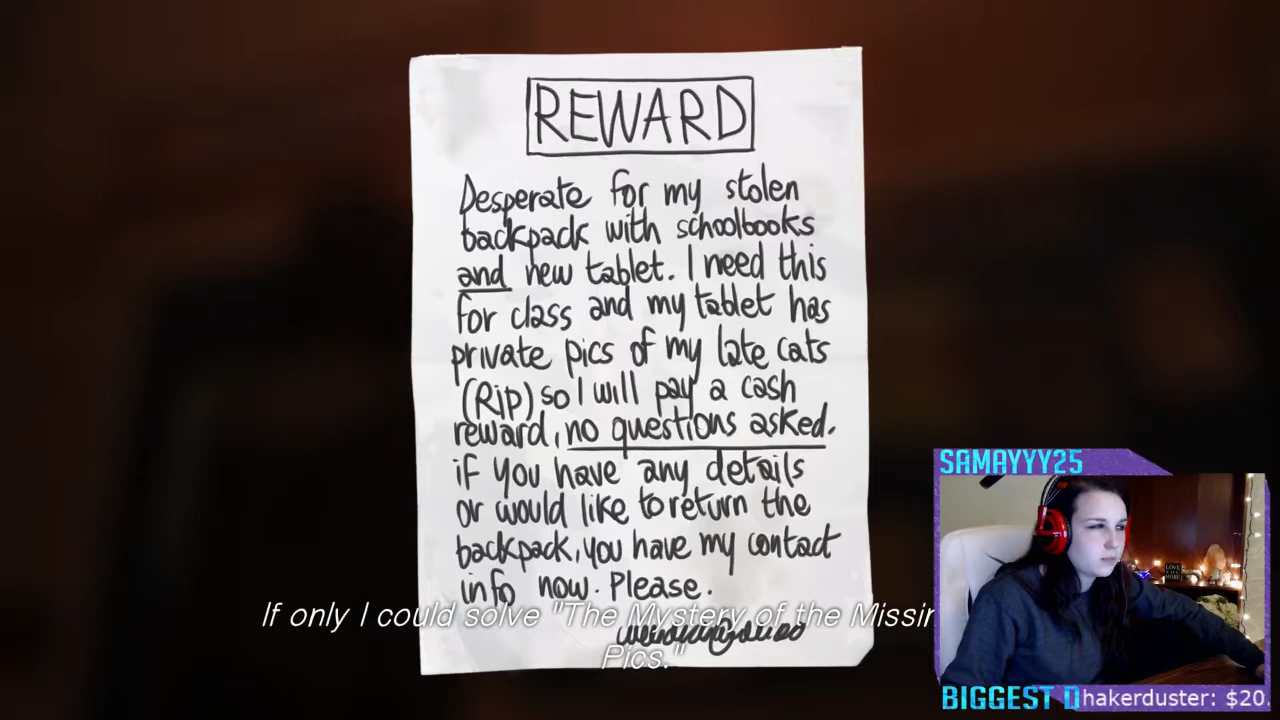 REWARD
Desperate for my stolen
backpack with schoolbooks
and new tablet. I need this
for class and my tablet has
private pics of my late cats
(Rip) so I will pay a cash
reward, no questions asked.
if you have any details
or would like to return the
backpack, you have my contact
info now. Please.
If only I could solve "The Mystery of the
Pics."
SAMAYYY25
BIGGEST
hakerduster: $20.